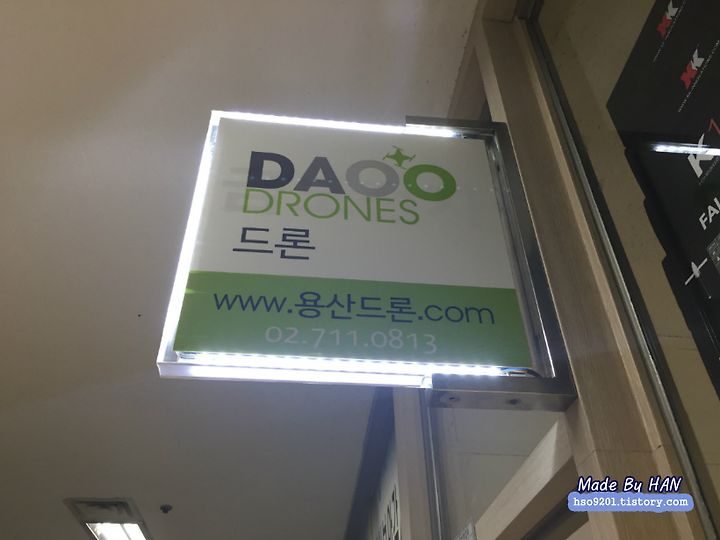 DAOO
DRONES
드론
www.용산드론.com
02.711.0813
Made By HAN
hso9201.tistory.com